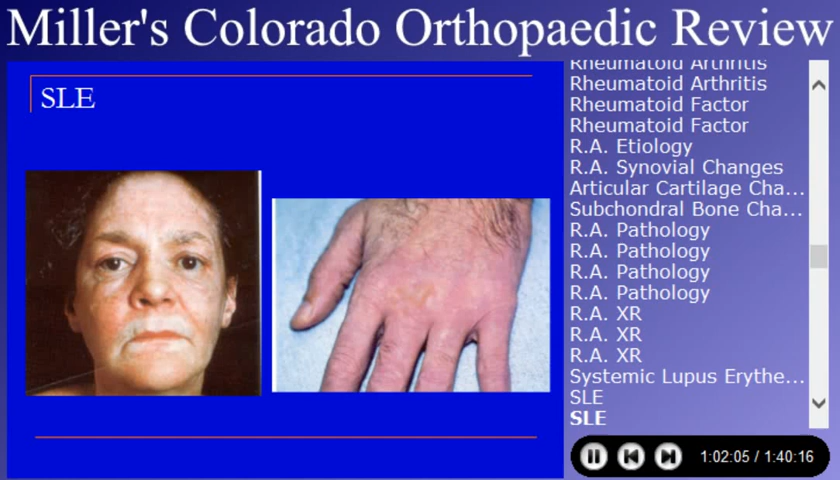 Miller's Colorado Orthopaedic Review
SLE
Rheumatoid Arthritis
Rheumatoid Arthritis
Rheumatoid Factor
Rheumatoid Factor
R.A. Etiology
R.A. Synovial Changes
Articular Cartilage Cha...
Subchondral Bone Cha...
R.A. Pathology
R.A. Pathology
R.A. Pathology
R.A. Pathology
R.A. XR
R.A. XR
R.A. XR
Systemic Lupus Erythe...
SLE
SLE
1:02:05 / 1:40:16